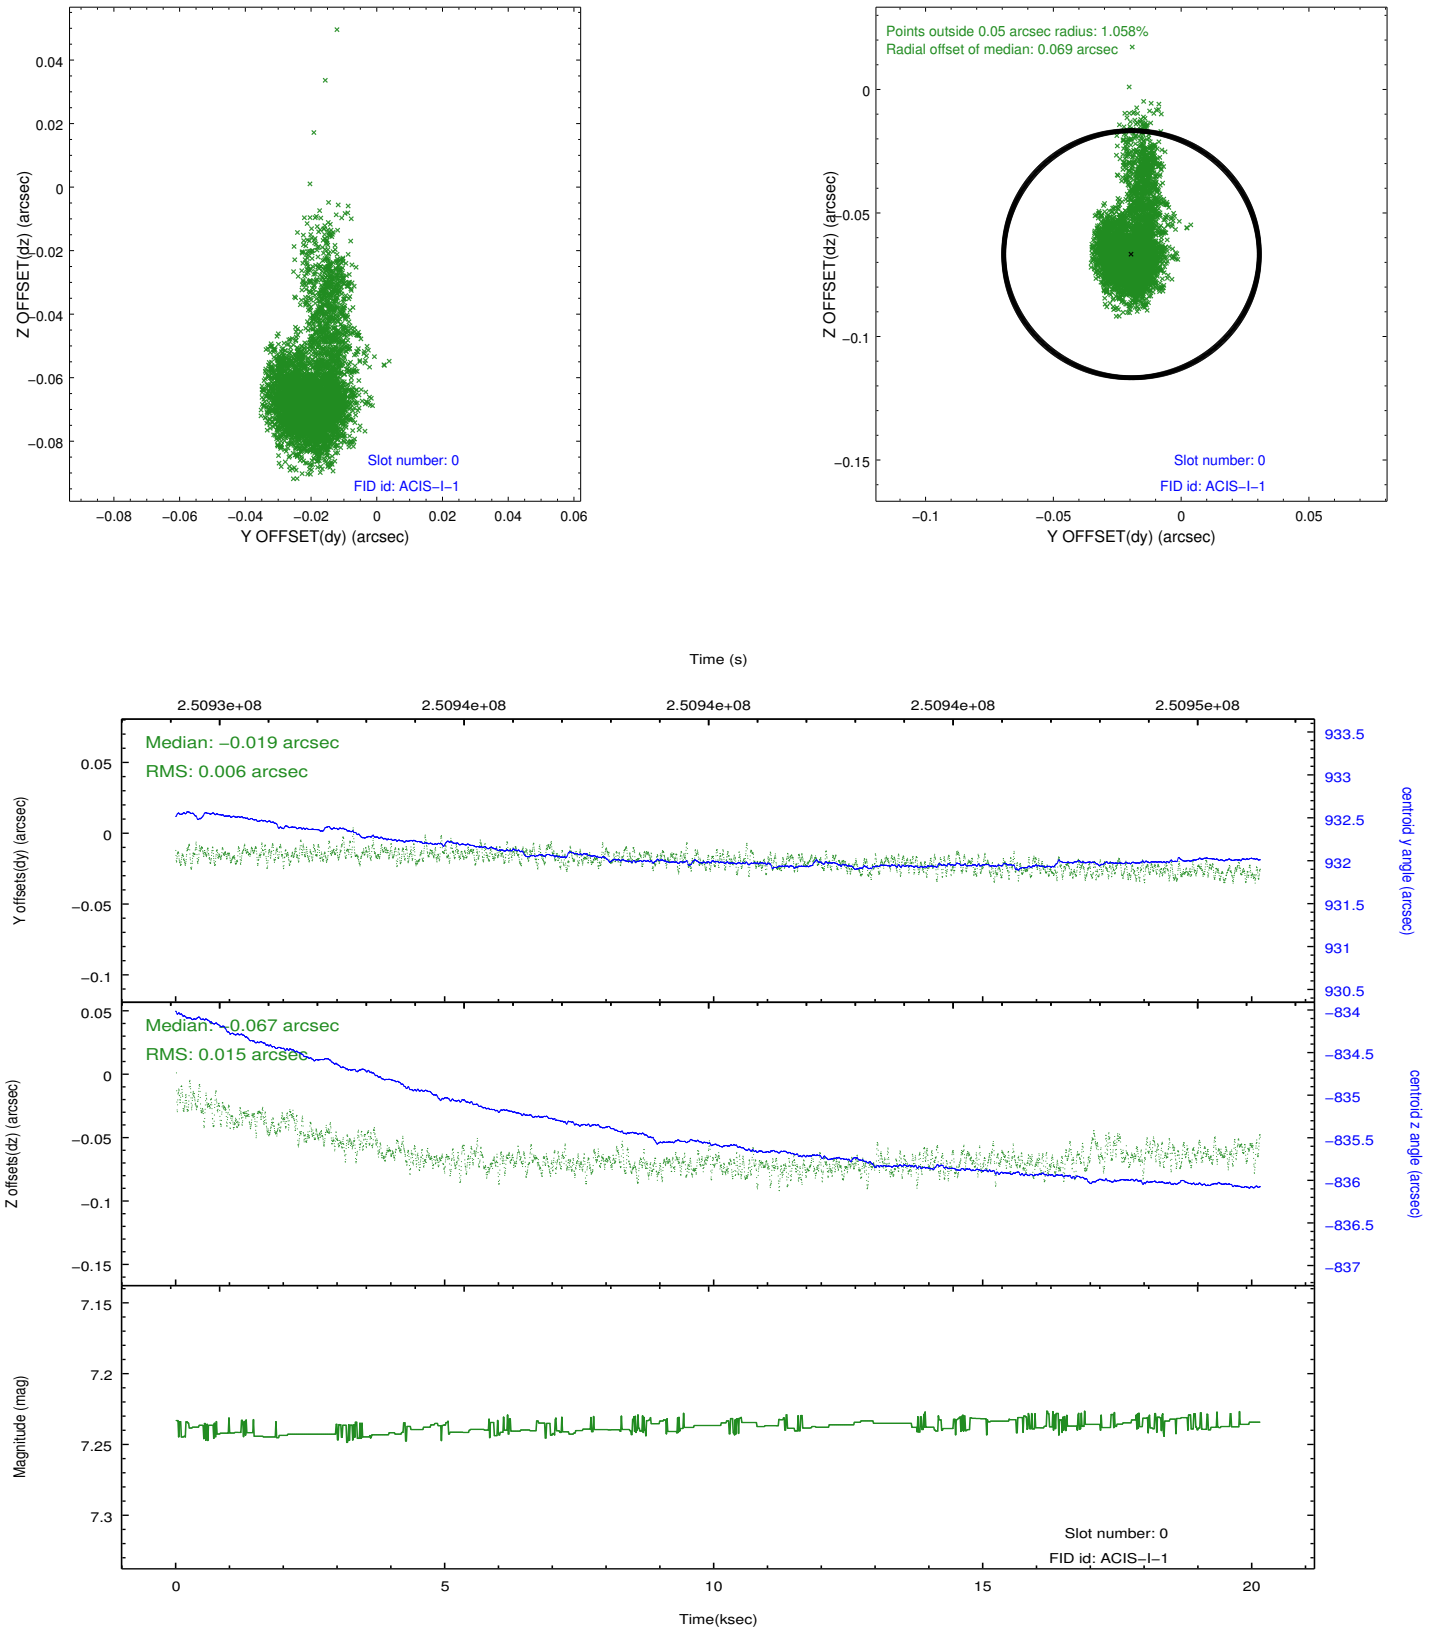 0.04
0.02
0
−0.02
−0.04
−0.06
−0.08
Z OFFSET(dz) (arcsec)
Slot number: 0
FID id: ACIS−I−1
−0.08 −0.06 −0.04 −0.02 0 0.02 0.04 0.06
Y OFFSET(dy) (arcsec)
Points outside 0.05 arcsec radius: 1.058%
Radial offset of median: 0.069 arcsec
0
−0.05
−0.1
−0.15
Z OFFSET(dz) (arcsec)
Slot number: 0
FID id: ACIS−I−1
−0.1 −0.05 0 0.05
Y OFFSET(dy) (arcsec)
Time (s)
2.5093e+08 2.5094e+08 2.5094e+08 2.5094e+08 2.5095e+08
Median: −0.019 arcsec
RMS: 0.006 arcsec
0.05
0
−0.05
−0.1
Y offsets(dy) (arcsec)
933.5
933
932.5
932
931.5
931
930.5
centroid y angle (arcsec)
Median: −0.067 arcsec
RMS: 0.015 arcsec
0.05
0
−0.05
−0.1
−0.15
Z offsets(dz) (arcsec)
−834
−834.5
−835
−835.5
−836
−836.5
−837
centroid z angle (arcsec)
7.15
7.2
7.25
7.3
Magnitude (mag)
Slot number: 0
FID id: ACIS−I−1
0 5 10 15 20
Time(ksec)